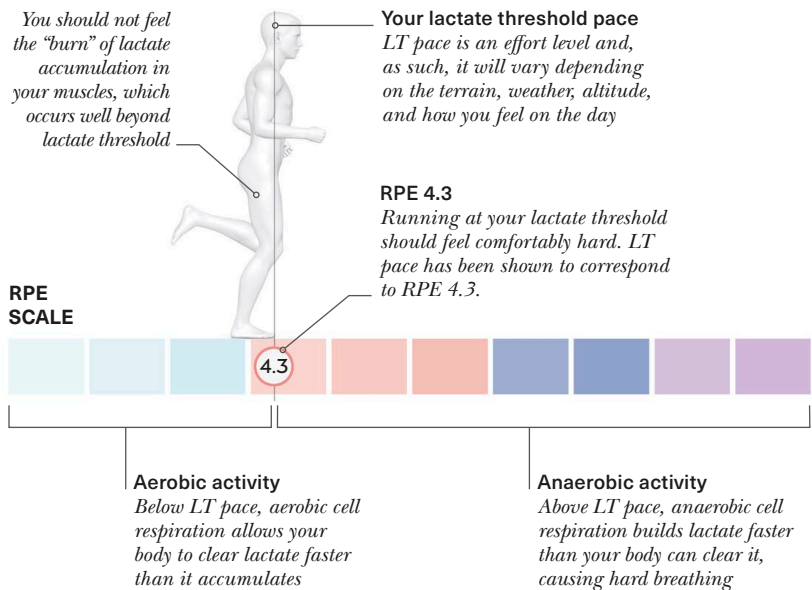 You should not feel
the “burn” of lactate
accumulation in
your muscles, which
occurs well beyond
lactate threshold
Your lactate threshold pace
LT pace is an effort level and,
as such, it will vary depending
on the terrain, weather, altitude,
and how you feel on the day
RPE 4.3
Running at your lactate threshold
should feel comfortably hard. LT
pace has been shown to correspond
to RPE 4.3.
RPE
SCALE
4.3
Aerobic activity
Below LT pace, aerobic cell
respiration allows your
body to clear lactate faster
than it accumulates
Anaerobic activity
Above LT pace, anaerobic cell
respiration builds lactate faster
than your body can clear it,
causing hard breathing